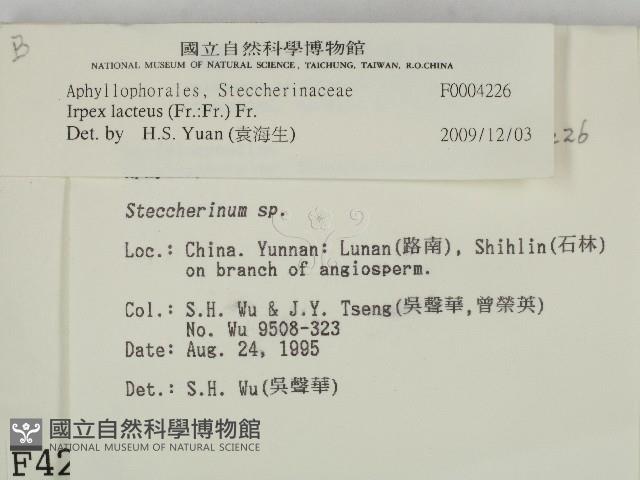 B
國立自然科學博物館
NATIONAL MUSEUM OF NATURAL SCIENCE, TAICHUNG, TAIWAN, R.O.CHINA
Aphyllophorales, Steccherinaceae F0004226
Irpex lacteus (Fr.:Fr.) Fr.
Det. by H.S. Yuan (袁海生) 2009/12/03
26
Steccherinum sp.
Loc.: China. Yunnan: Lunan(路南), Shihlin(石林)
on branch of angiosperm.
Col.: S.H. Wu & J.Y. Tseng(吳聲華,曾榮英)
No. Wu 9508-323
Date: Aug. 24, 1995
Det.: S.H. Wu(吳聲華)
國立自然科學博物館
NATIONAL MUSEUM OF NATURAL SCIENCE
F42